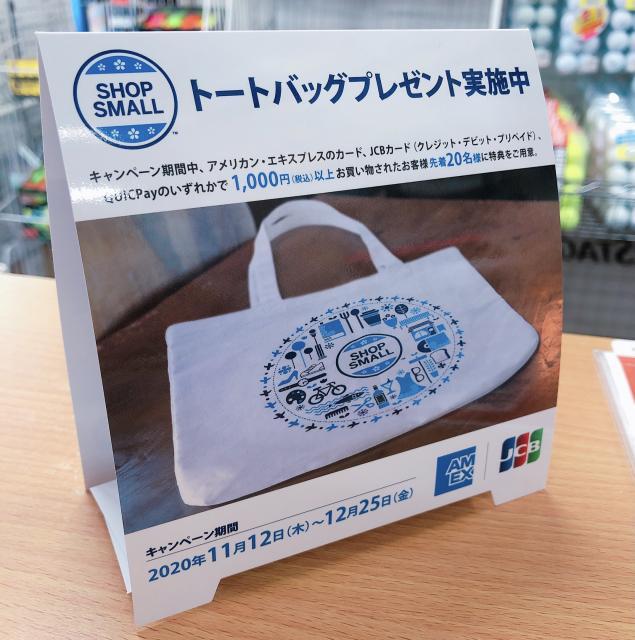 SHOP
SMALL
TM
トートバッグプレゼント実施中
キャンペーン期間中、アメリカン・エキスプレスのカード、JCBカード（クレジット・デビット・プリペイド）、
QUICPayのいずれかで1,000円（税込）以上お買い物されたお客様先着20名様に特典をご用意。
SHOP
SMALL
AM
EX
JCB
キャンペーン期間
2020年11月12日（木）～12月25日（金）